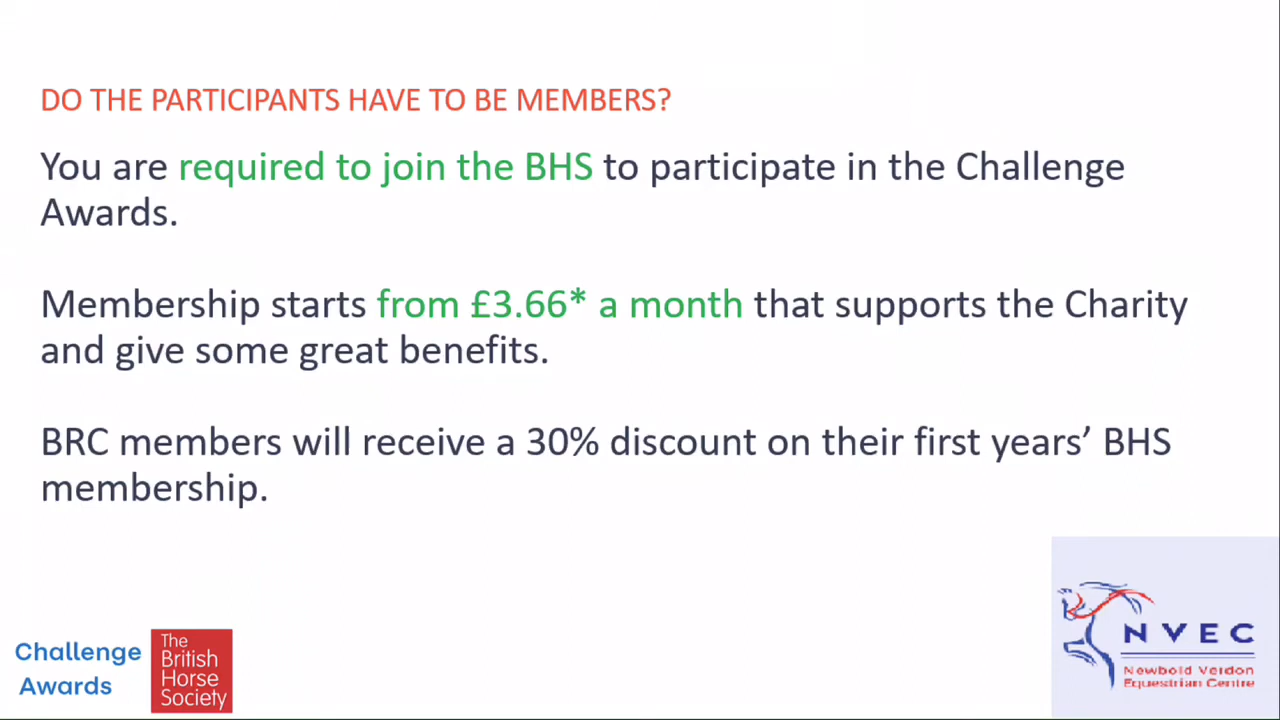 DO THE PARTICIPANTS HAVE TO BE MEMBERS?
You are required to join the BHS to participate in the Challenge
Awards.
Membership starts from £3.66* a month that supports the Charity
and give some great benefits.
BRC members will receive a 30% discount on their first years’ BHS
membership.
Challenge
Awards
The
British
Horse
Society
NVEC
Newbold Verdon
Equestrian Centre